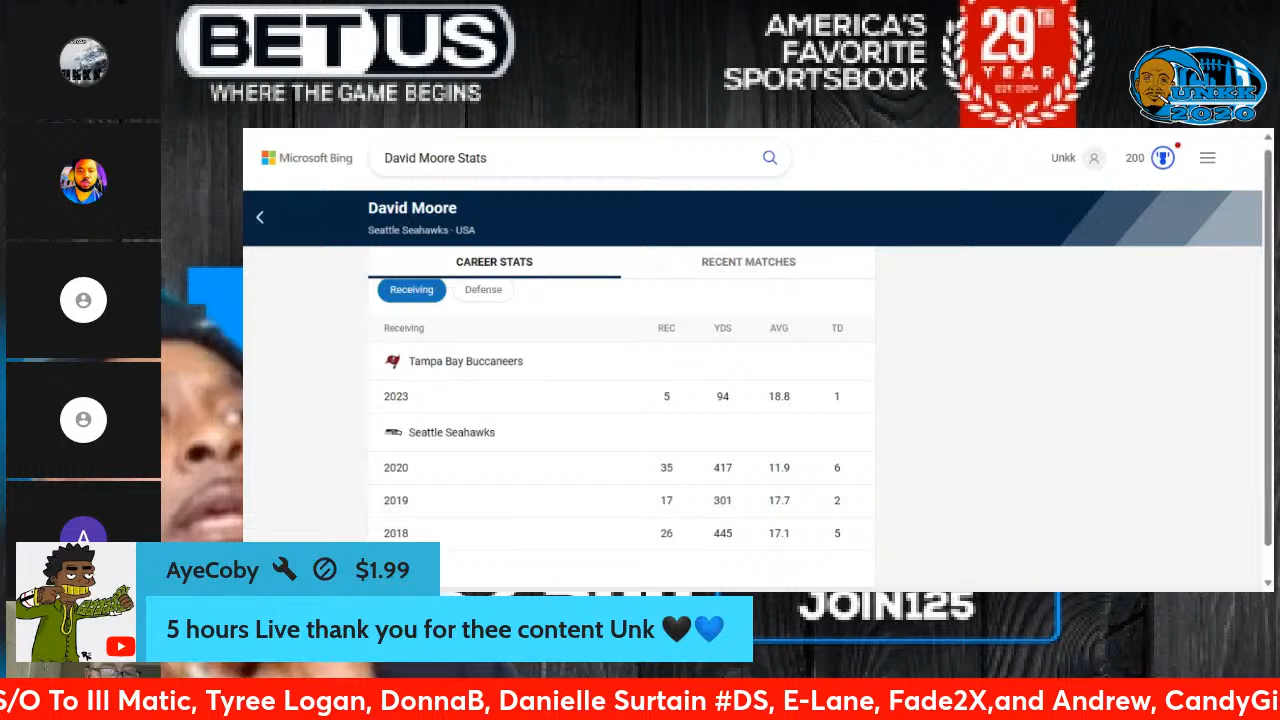 BETUS
WHERE THE GAME BEGINS
AMERICA'S
FAVORITE
SPORTSBOOK
29TH
YEAR
UNKK
2020
Microsoft Bing
David Moore Stats
Unkk
200
David Moore
Seattle Seahawks · USA
CAREER STATS RECENT MATCHES
Receiving Defense
Receiving REC YDS AVG TD
Tampa Bay Buccaneers
2023 5 94 18.8 1
Seattle Seahawks
2020 35 417 11.9 6
2019 17 301 17.7 2
2018 26 445 17.1 5
A
AyeCoby $1.99
5 hours Live thank you for thee content Unk 🖤💙
JOIN125
S/O To Ill Matic, Tyree Logan, DonnaB, Danielle Surtain #DS, E-Lane, Fade2X,and Andrew, CandyGi